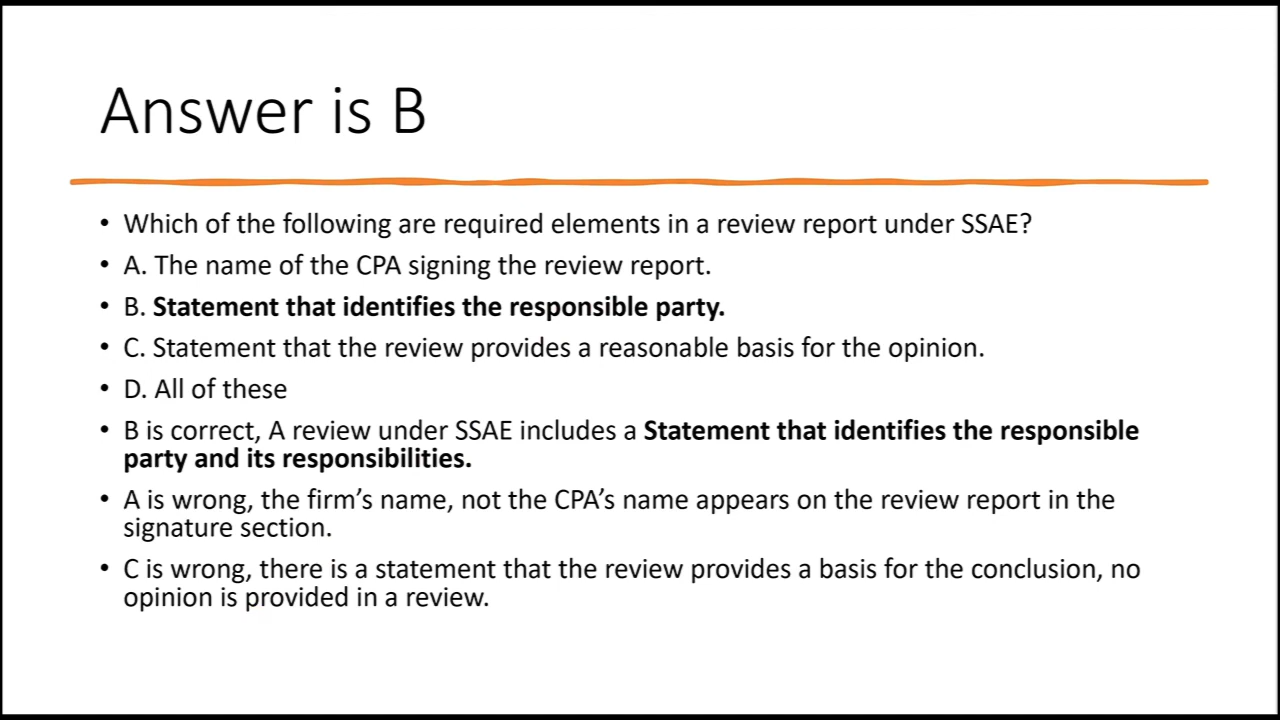 Answer is B
• Which of the following are required elements in a review report under SSAE?
• A. The name of the CPA signing the review report.
• B. Statement that identifies the responsible party.
• C. Statement that the review provides a reasonable basis for the opinion.
• D. All of these
• B is correct, A review under SSAE includes a Statement that identifies the responsible
party and its responsibilities.
• A is wrong, the firm’s name, not the CPA’s name appears on the review report in the
signature section.
• C is wrong, there is a statement that the review provides a basis for the conclusion, no
opinion is provided in a review.